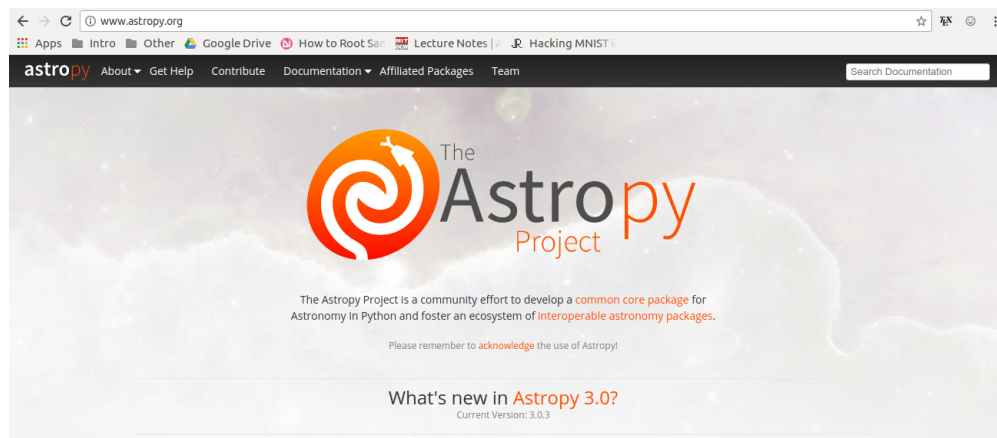 www.astropy.org
Apps Intro Other Google Drive How to Root San Lecture Notes | Hacking MNIST i
astropy About Get Help Contribute Documentation Affiliated Packages Team Search Documentation
The
Astropy
Project
The Astropy Project is a community effort to develop a common core package for
Astronomy in Python and foster an ecosystem of interoperable astronomy packages.
Please remember to acknowledge the use of Astropy!
What's new in Astropy 3.0?
Current Version: 3.0.3